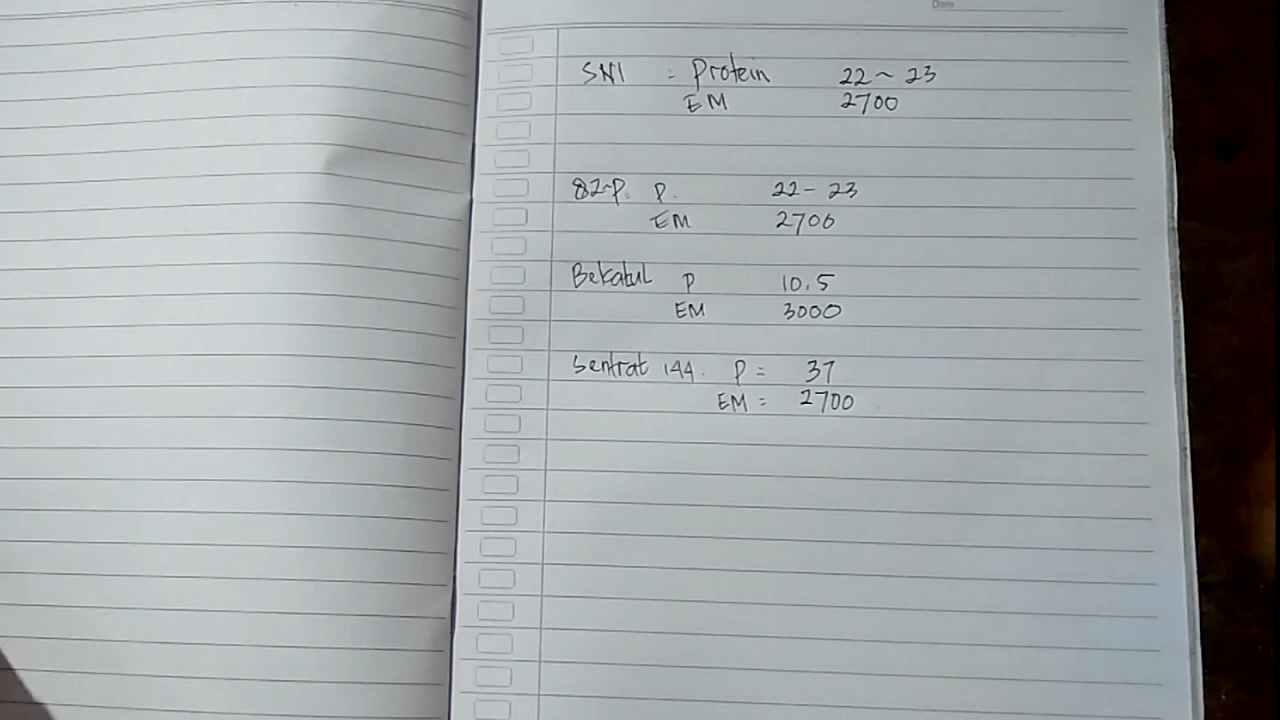 Date
SNI : Protein 22 ~ 23
EM 2700
82-P. P. 22 - 23
EM 2700
Bekatul P 10.5
EM 3000
Sentrat 144. P = 37
EM = 2700